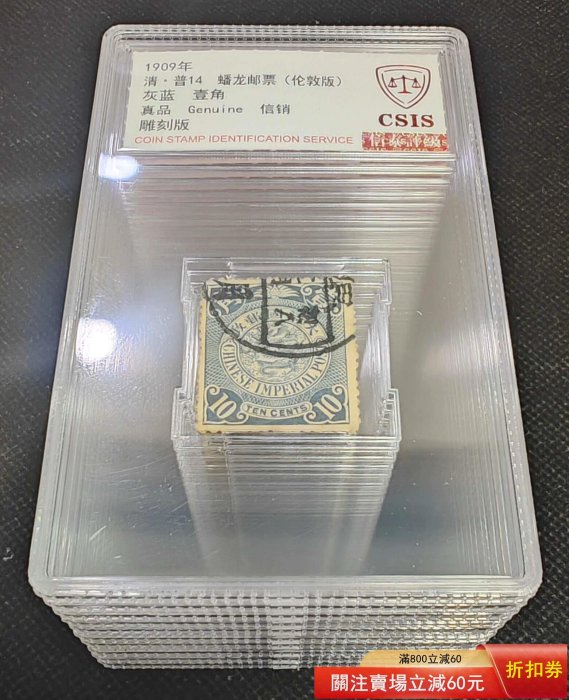 1909年
清·普14 蟠龙邮票（伦敦版）
灰蓝 壹角
真品 Genuine 信销
雕刻版
CSIS
COIN STAMP IDENTIFICATION SERVICE
CHINESE IMPERIAL PO
10 TEN CENTS 10
滿800立減60
關注賣場立減60元
折扣券